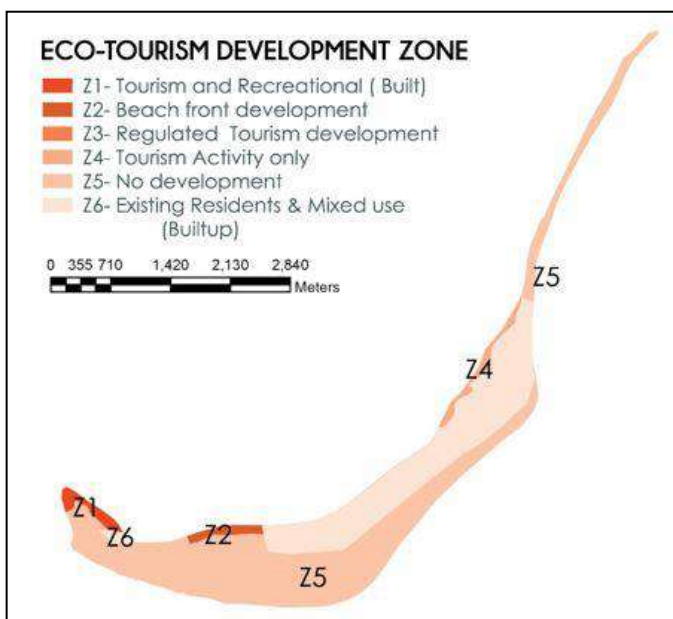 ECO-TOURISM DEVELOPMENT ZONE
Z1- Tourism and Recreational ( Built)
Z2- Beach front development
Z3- Regulated Tourism development
Z4- Tourism Activity only
Z5- No development
Z6- Existing Residents & Mixed use
(Builtup)
0 355 710 1,420 2,130 2,840
Meters
Z5
Z4
Z1
Z6
Z2
Z5